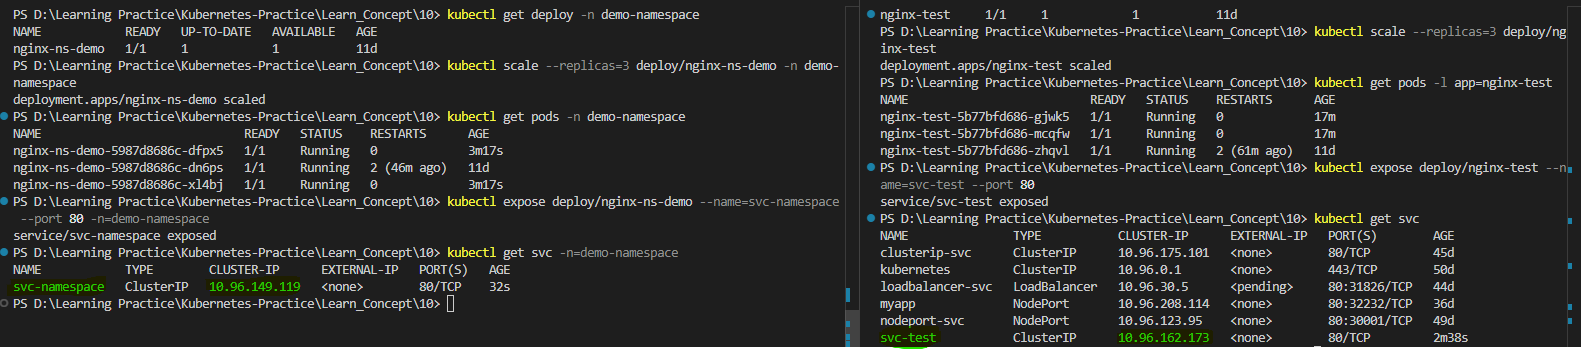 PS D:\Learning Practice\Kubernetes-Practice\Learn_Concept\10> kubectl get deploy -n demo-namespace
NAME            READY   UP-TO-DATE   AVAILABLE   AGE
nginx-ns-demo   1/1     1            1           11d
PS D:\Learning Practice\Kubernetes-Practice\Learn_Concept\10> kubectl scale --replicas=3 deploy/nginx-ns-demo -n demo-
namespace
deployment.apps/nginx-ns-demo scaled
PS D:\Learning Practice\Kubernetes-Practice\Learn_Concept\10> kubectl get pods -n demo-namespace
NAME                             READY   STATUS    RESTARTS      AGE
nginx-ns-demo-5987d8686c-dfpx5   1/1     Running   0             3m17s
nginx-ns-demo-5987d8686c-dn6ps   1/1     Running   2 (46m ago)   11d
nginx-ns-demo-5987d8686c-xl4bj   1/1     Running   0             3m17s
PS D:\Learning Practice\Kubernetes-Practice\Learn_Concept\10> kubectl expose deploy/nginx-ns-demo --name=svc-namespace
 --port 80 -n=demo-namespace
service/svc-namespace exposed
PS D:\Learning Practice\Kubernetes-Practice\Learn_Concept\10> kubectl get svc -n=demo-namespace
NAME            TYPE        CLUSTER-IP      EXTERNAL-IP   PORT(S)   AGE
svc-namespace   ClusterIP   10.96.149.119   <none>        80/TCP    32s
PS D:\Learning Practice\Kubernetes-Practice\Learn_Concept\10>
nginx-test   1/1     1            1           11d
PS D:\Learning Practice\Kubernetes-Practice\Learn_Concept\10> kubectl scale --replicas=3 deploy/ng
inx-test
deployment.apps/nginx-test scaled
PS D:\Learning Practice\Kubernetes-Practice\Learn_Concept\10> kubectl get pods -l app=nginx-test
NAME                          READY   STATUS    RESTARTS      AGE
nginx-test-5b77bfd686-gjwk5   1/1     Running   0             17m
nginx-test-5b77bfd686-mcqfw   1/1     Running   0             17m
nginx-test-5b77bfd686-zhqvl   1/1     Running   2 (61m ago)   11d
PS D:\Learning Practice\Kubernetes-Practice\Learn_Concept\10> kubectl expose deploy/nginx-test --n
ame=svc-test --port 80
service/svc-test exposed
PS D:\Learning Practice\Kubernetes-Practice\Learn_Concept\10> kubectl get svc
NAME               TYPE           CLUSTER-IP      EXTERNAL-IP   PORT(S)        AGE
clusterip-svc      ClusterIP      10.96.175.101   <none>        80/TCP         45d
kubernetes         ClusterIP      10.96.0.1       <none>        443/TCP        50d
loadbalancer-svc   LoadBalancer   10.96.30.5      <pending>     80:31826/TCP   44d
myapp              NodePort       10.96.208.114   <none>        80:32232/TCP   36d
nodeport-svc       NodePort       10.96.123.95    <none>        80:30001/TCP   49d
svc-test           ClusterIP      10.96.162.173   <none>        80/TCP         2m38s